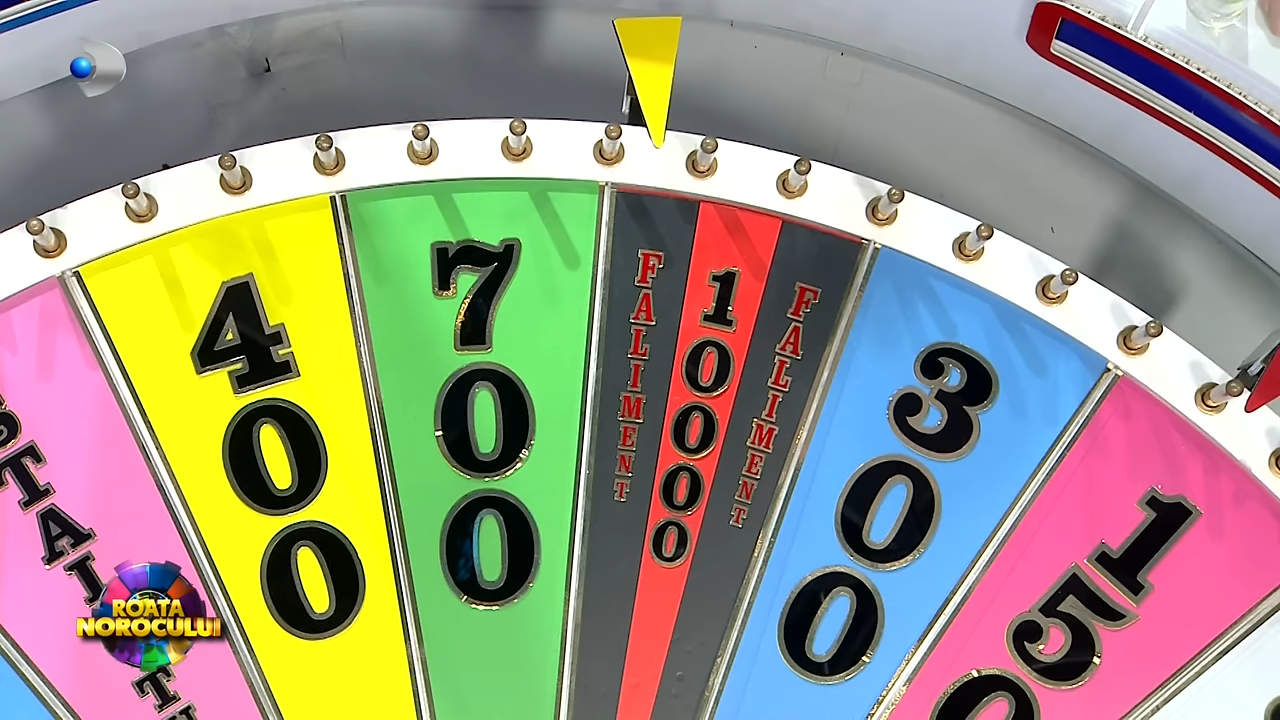 400
700
FALIMENT
10000
FALIMENT
300
ROATA
NOROCULUI